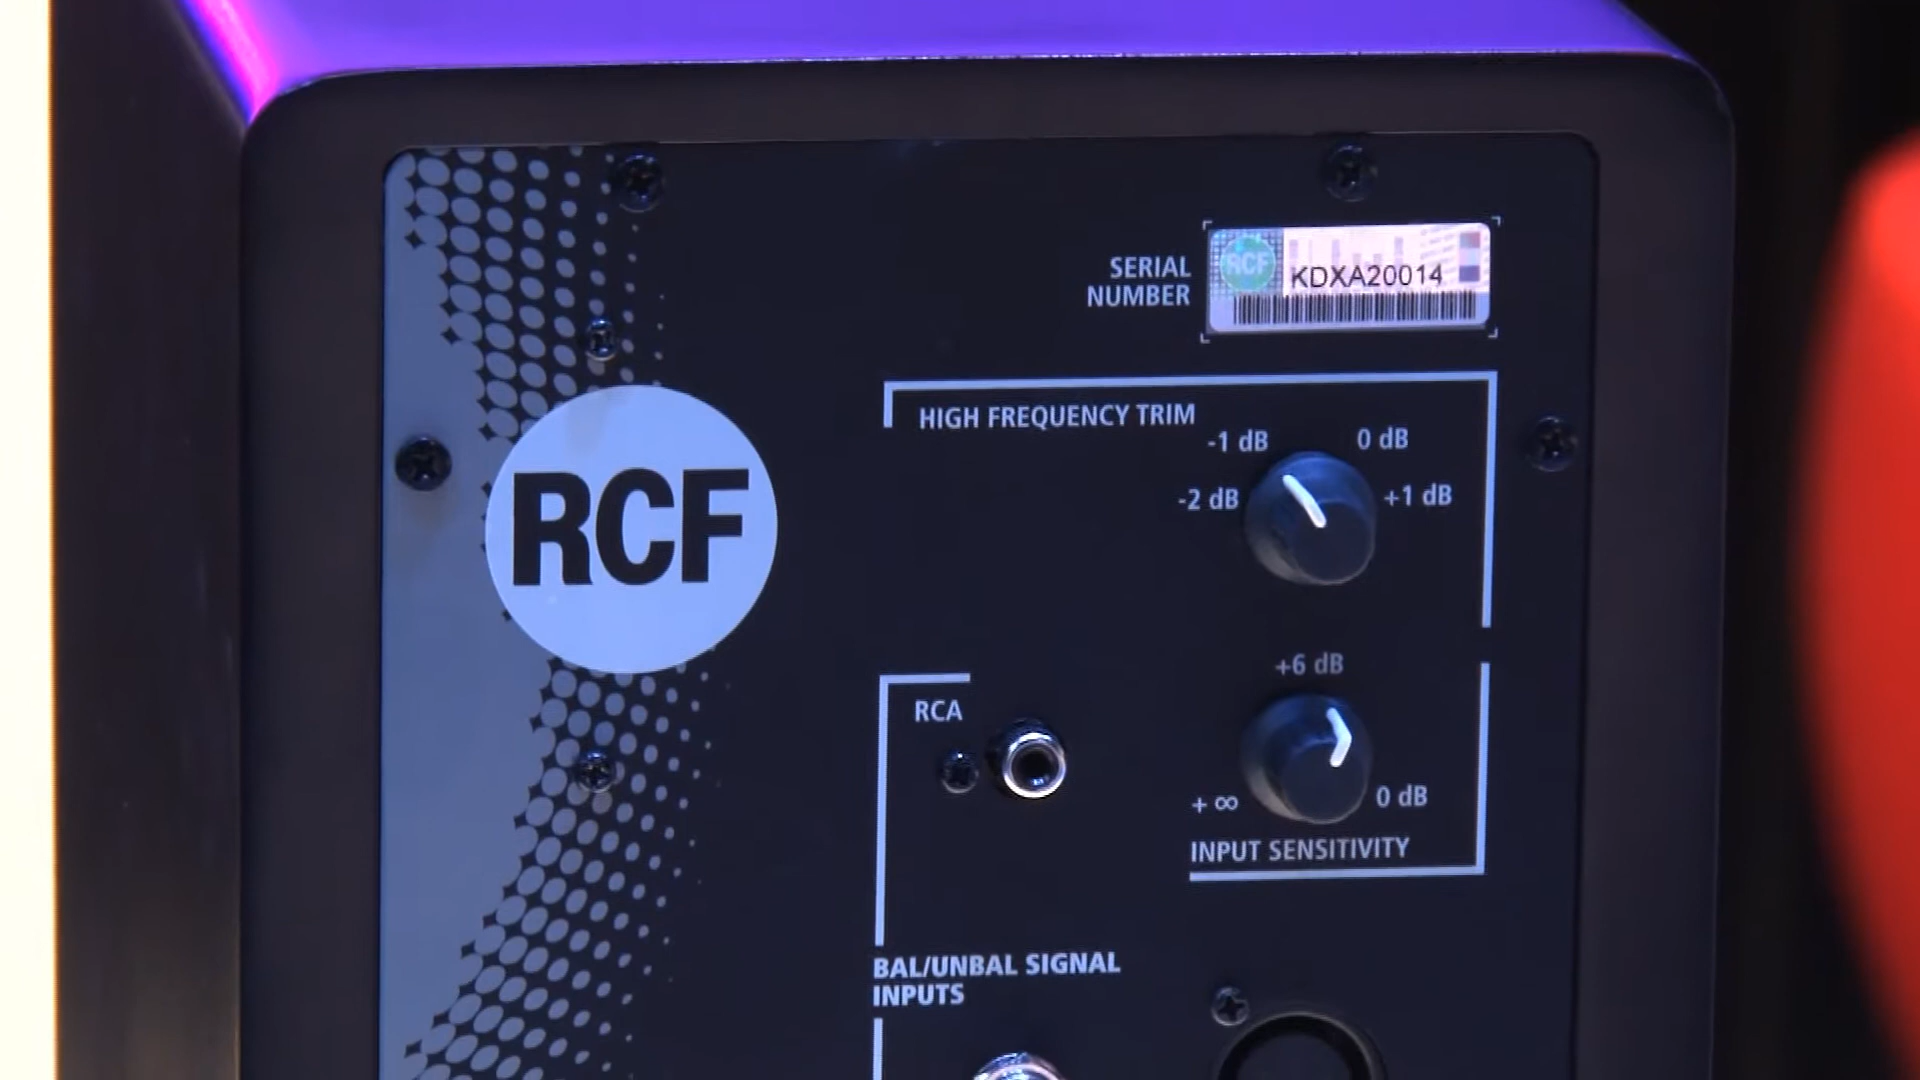 SERIAL
NUMBER
RCF
KDXA20014
HIGH FREQUENCY TRIM
-1 dB
0 dB
-2 dB
+1 dB
RCF
+6 dB
RCA
+ ∞
0 dB
INPUT SENSITIVITY
BAL/UNBAL SIGNAL
INPUTS